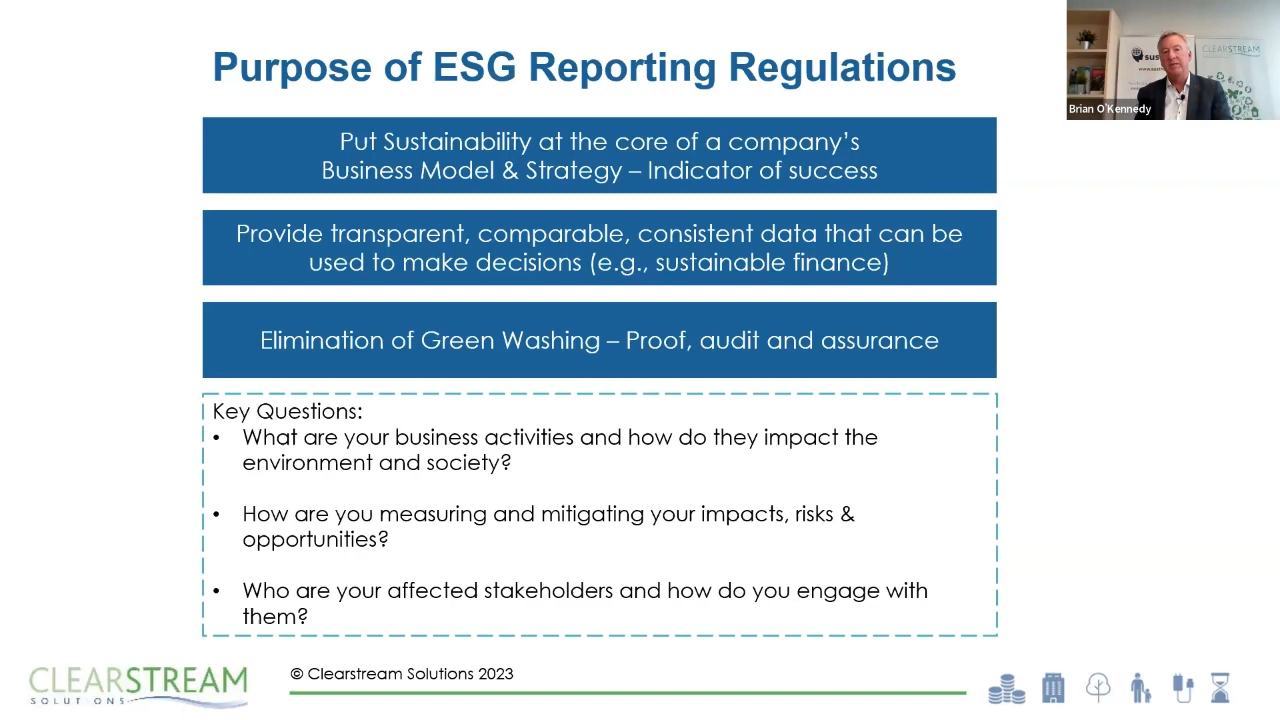 Purpose of ESG Reporting Regulations
Put Sustainability at the core of a company's
Business Model & Strategy – Indicator of success
Provide transparent, comparable, consistent data that can be
used to make decisions (e.g., sustainable finance)
Elimination of Green Washing – Proof, audit and assurance
Key Questions:
• What are your business activities and how do they impact the
environment and society?
• How are you measuring and mitigating your impacts, risks &
opportunities?
• Who are your affected stakeholders and how do you engage with
them?
CLEARSTREAM
SOLUTIONS
© Clearstream Solutions 2023
CLEARSTREAM
Brian O'Kennedy